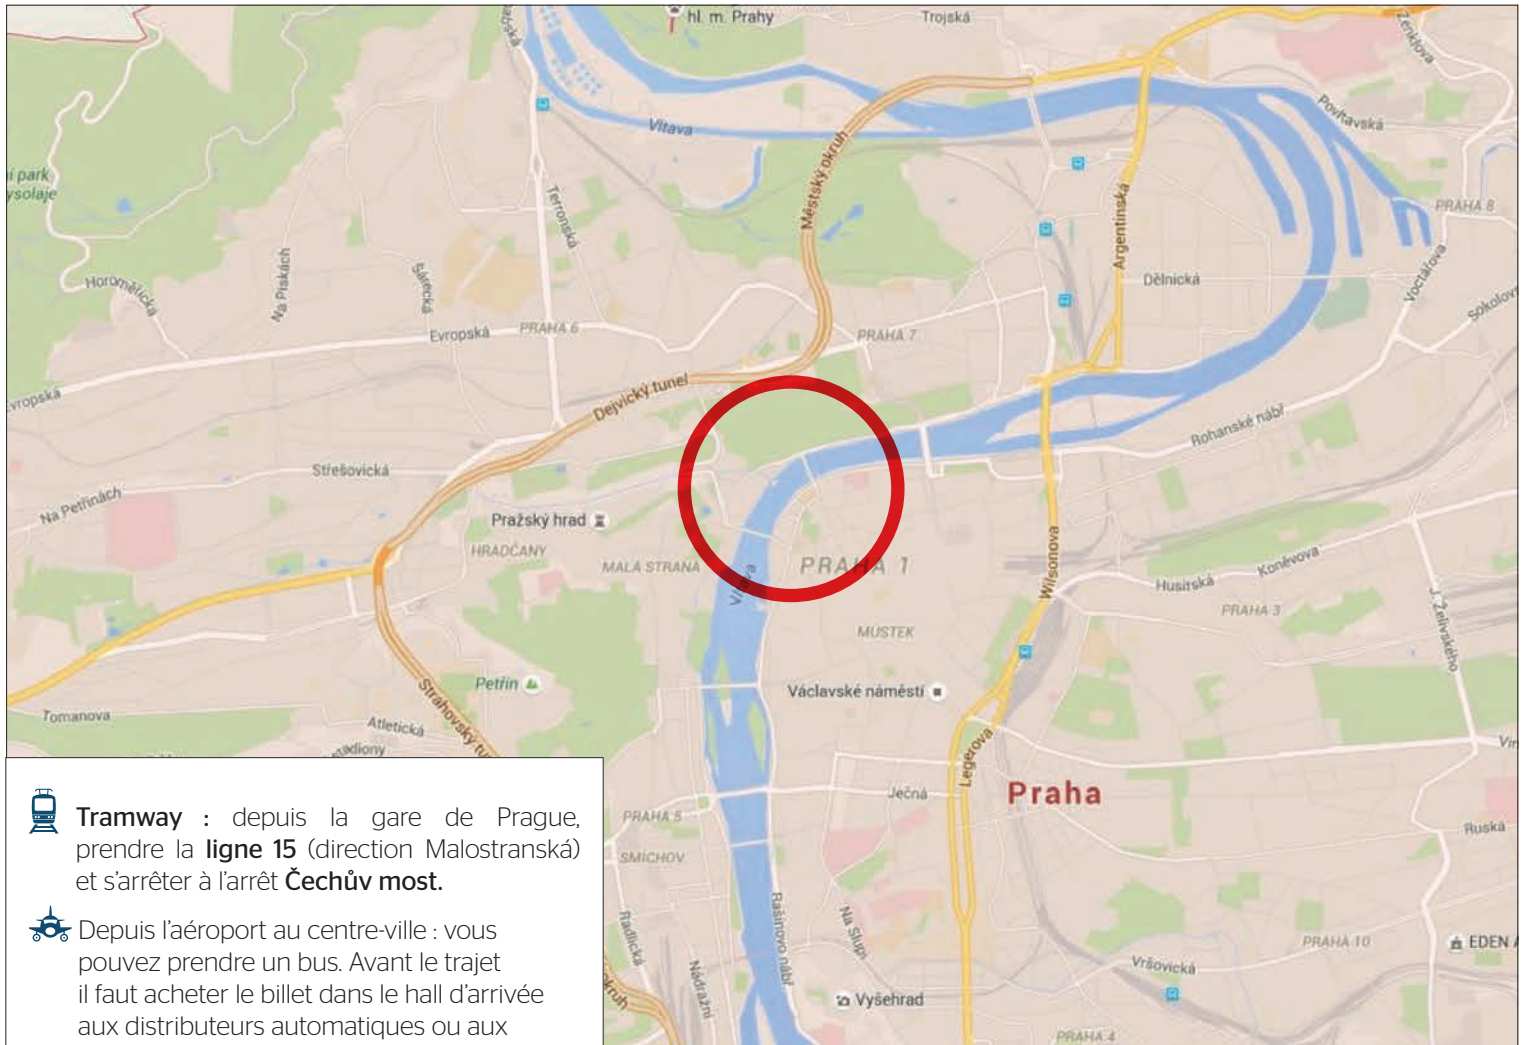 hl. m. Prahy
Trojská
Zenklova
Povltavská
Vltava
Městský okruh
Terronská
Argentinská
PRAHA 8
Horoměřická
Na Pískách
Šárecká
Dělnická
Voctářova
Evropská
PRAHA 6
PRAHA 7
Dejvický tunel
Rohanské nábř.
Střešovická
Na Petřinách
Pražský hrad
HRADČANY
MALÁ STRANA
PRAHA 1
Vltava
Wilsonova
Husitská
Koněvova
PRAHA 3
J. Želivského
MŮSTEK
Petřín
Václavské náměstí
Tomanova
Atletická
Legerova
Praha
Ječná
PRAHA 5
SMÍCHOV
Ruská
Rašínovo nábř.
Na Slupi
Radlická
Nádražní
PRAHA 10
EDEN A
Vršovická
Vyšehrad
PRAHA 4
Tramway : depuis la gare de Prague,
prendre la ligne 15 (direction Malostranská)
et s'arrêter à l'arrêt Čechův most.
Depuis l'aéroport au centre-ville : vous
pouvez prendre un bus. Avant le trajet
il faut acheter le billet dans le hall d'arrivée
aux distributeurs automatiques ou aux